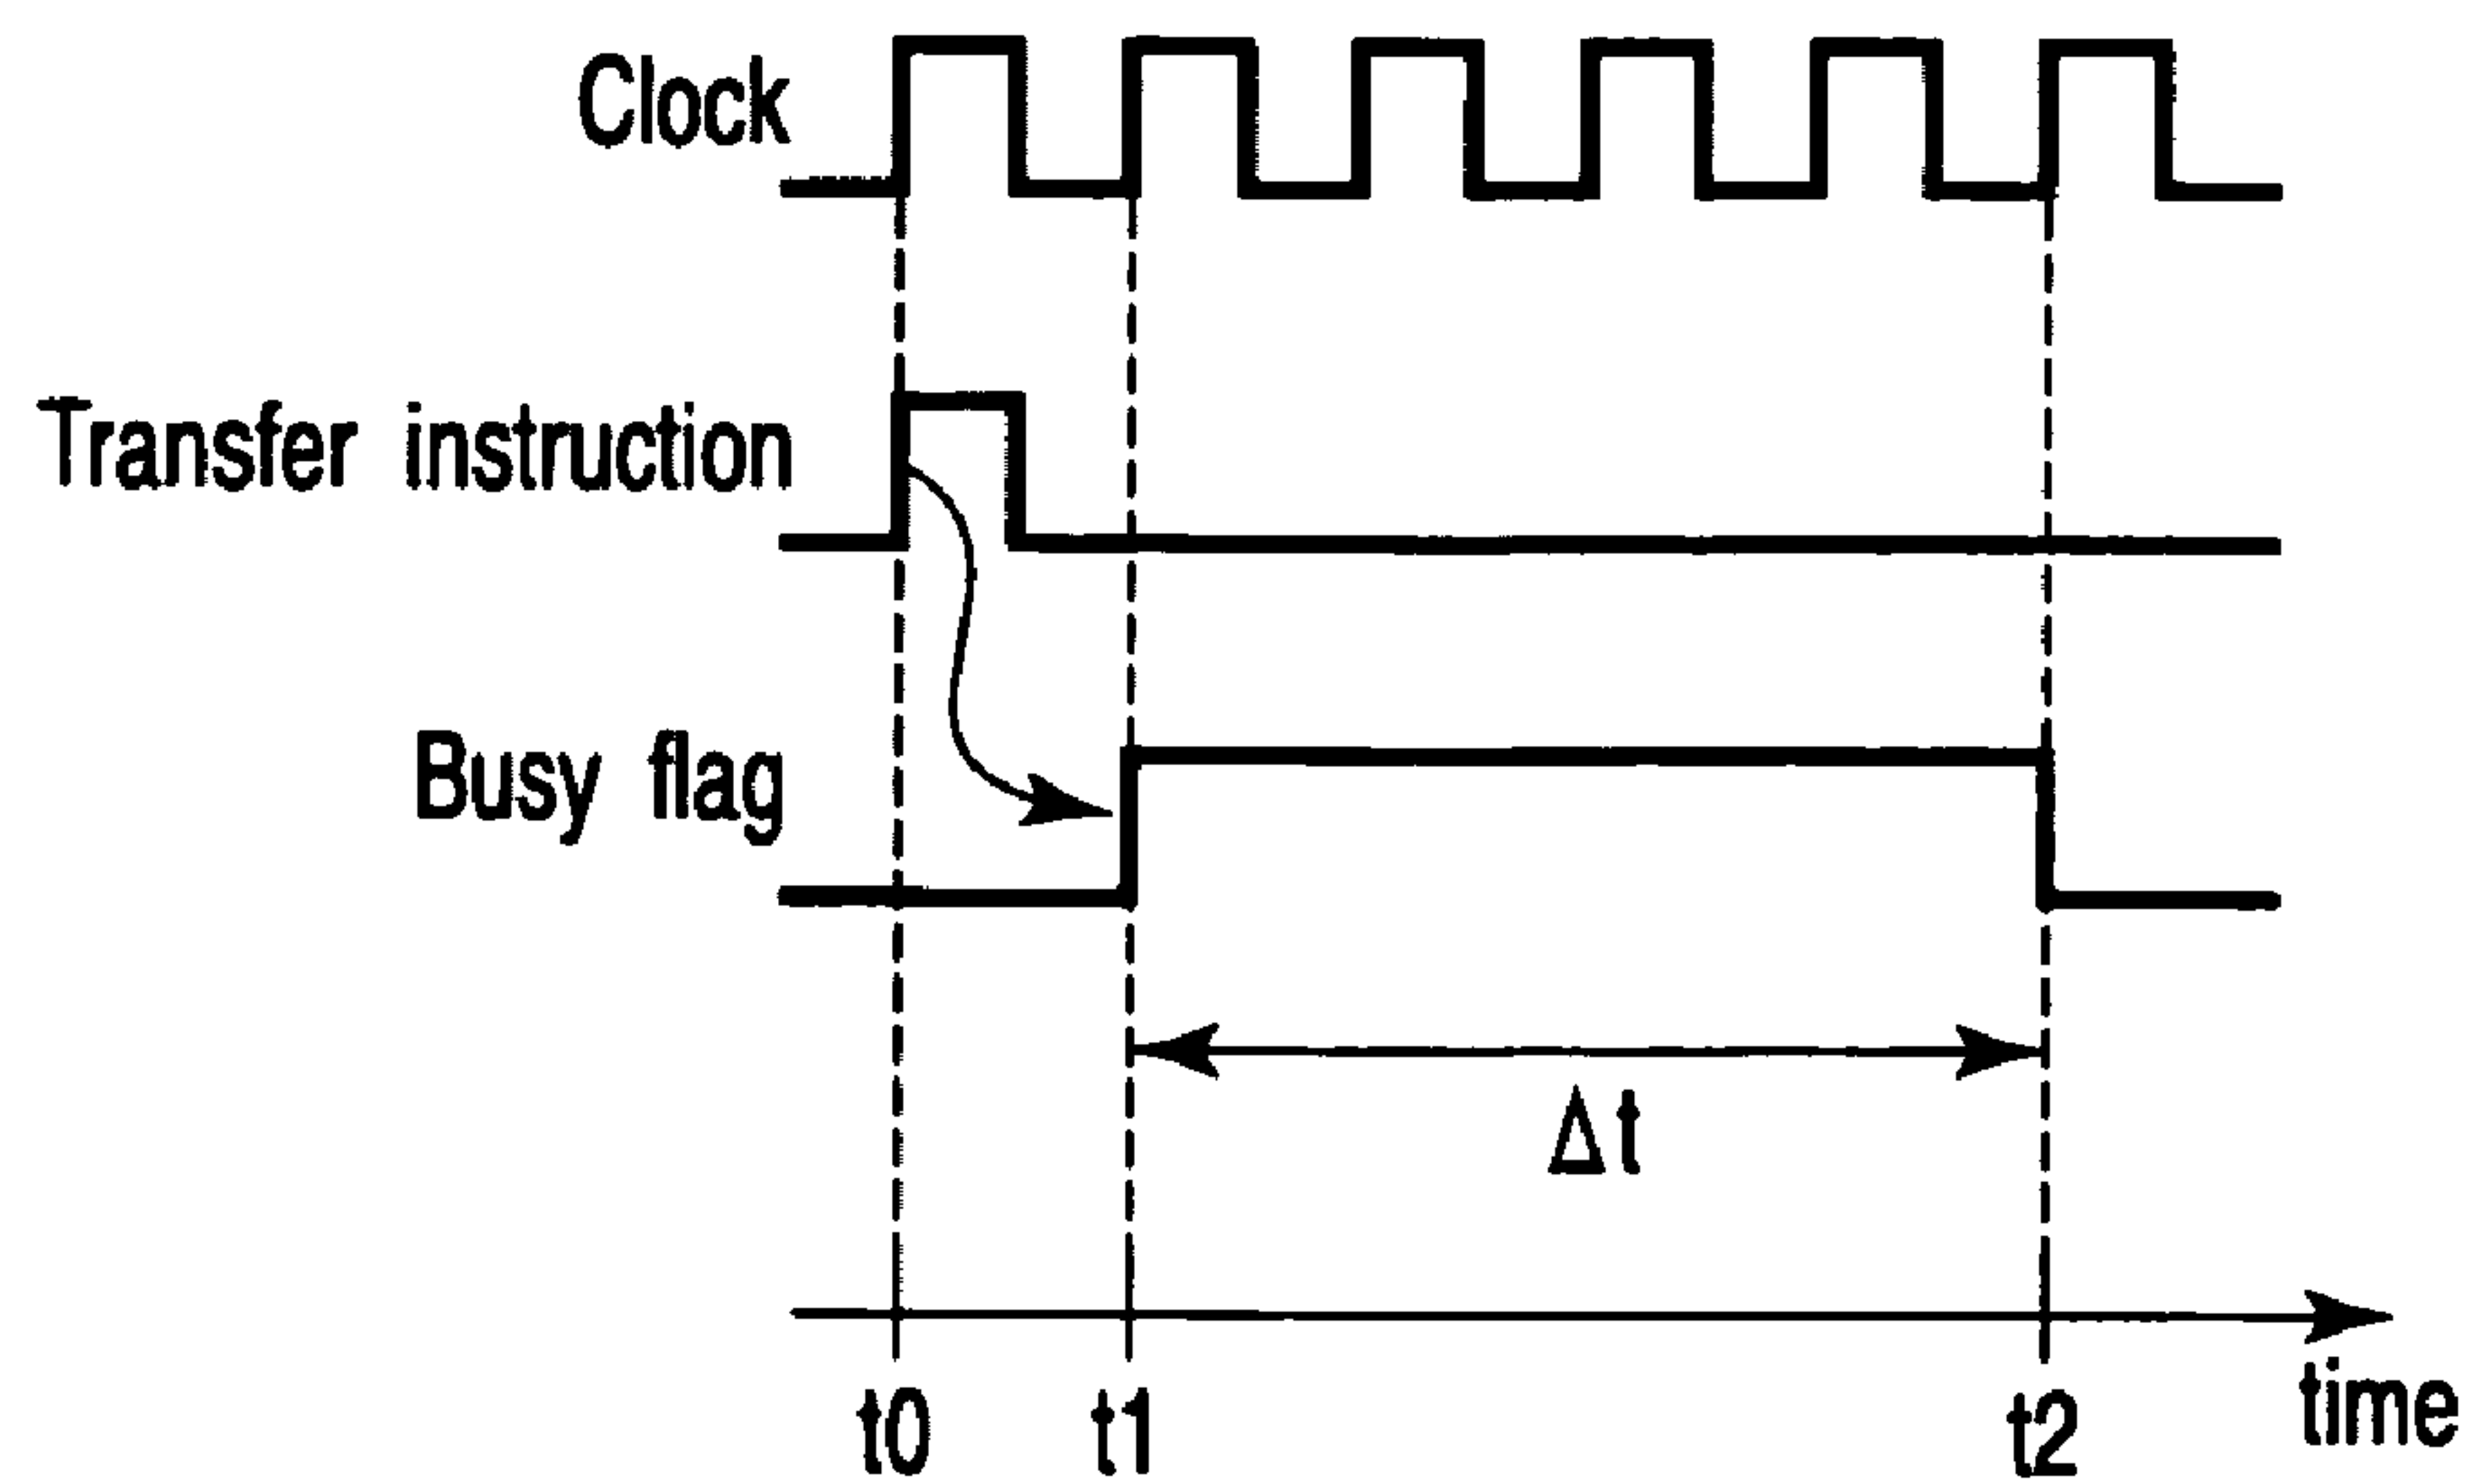 Clock
Transfer instruction
Busy flag
Δt
t0 t1 t2 time